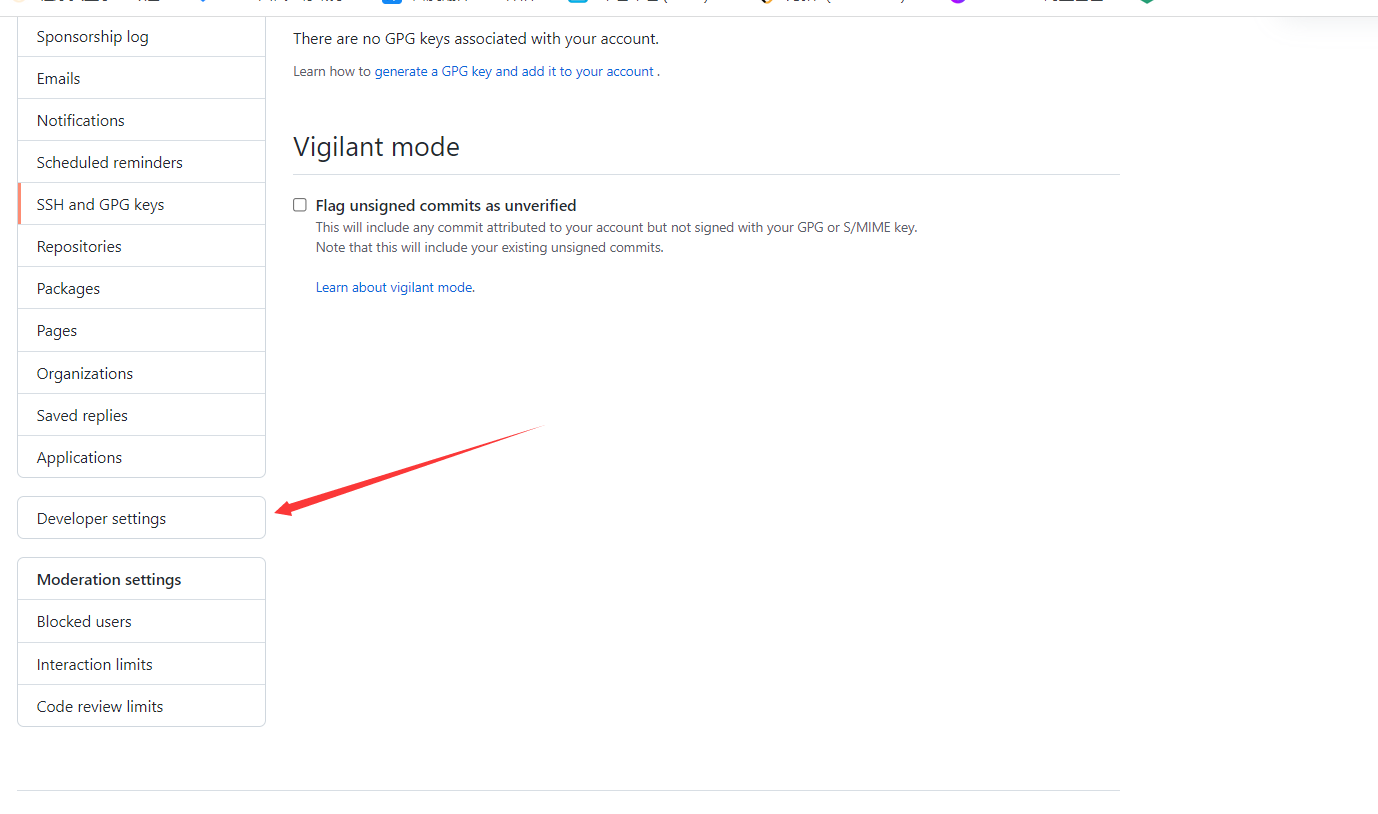 Sponsorship log
Emails
Notifications
Scheduled reminders
SSH and GPG keys
Repositories
Packages
Pages
Organizations
Saved replies
Applications
Developer settings
Moderation settings
Blocked users
Interaction limits
Code review limits
There are no GPG keys associated with your account.
Learn how to generate a GPG key and add it to your account .
Vigilant mode
Flag unsigned commits as unverified
This will include any commit attributed to your account but not signed with your GPG or S/MIME key.
Note that this will include your existing unsigned commits.
Learn about vigilant mode.